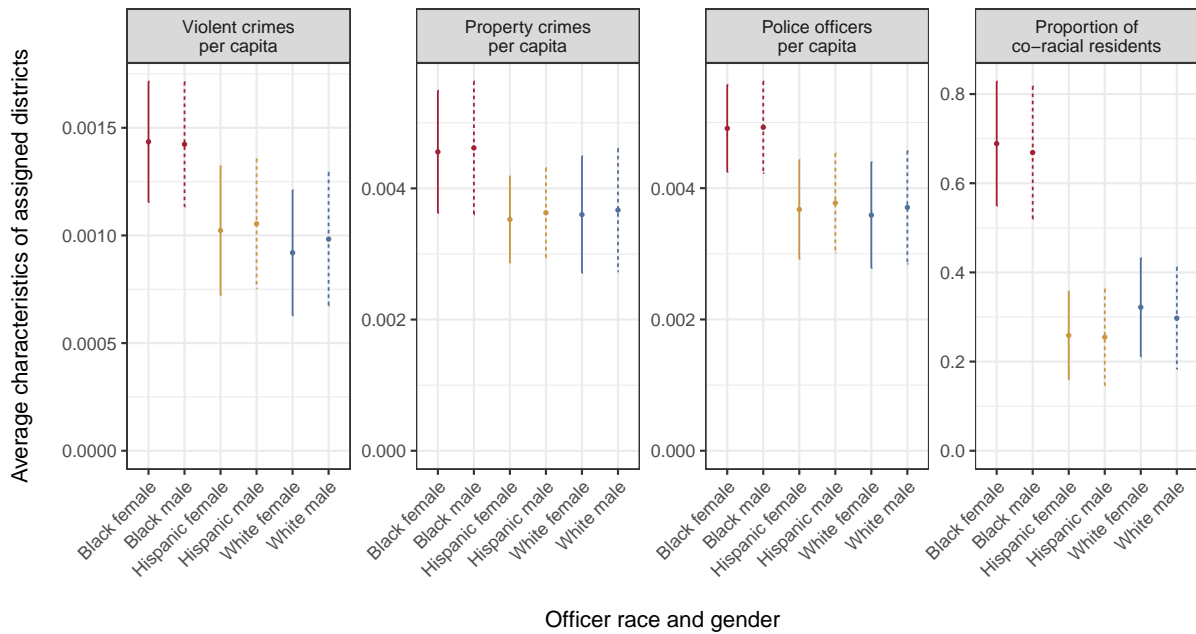 Violent crimes
per capita
Property crimes
per capita
Police officers
per capita
Proportion of
co−racial residents
Average characteristics of assigned districts
0.0015
0.0010
0.0005
0.0000
0.004
0.002
0.000
0.004
0.002
0.000
0.8
0.6
0.4
0.2
0.0
Black female
Black male
Hispanic female
Hispanic male
White female
White male
Black female
Black male
Hispanic female
Hispanic male
White female
White male
Black female
Black male
Hispanic female
Hispanic male
White female
White male
Black female
Black male
Hispanic female
Hispanic male
White female
White male
Officer race and gender